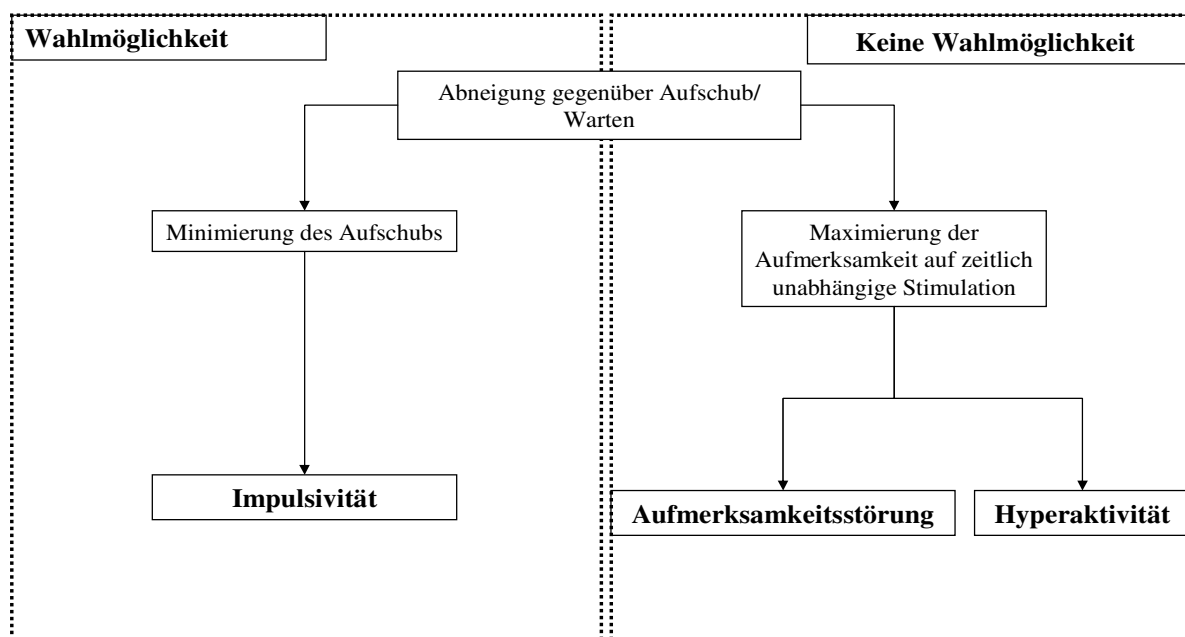 Wahlmöglichkeit
Keine Wahlmöglichkeit
Abneigung gegenüber Aufschub/
Warten
Minimierung des Aufschubs
Maximierung der
Aufmerksamkeit auf zeitlich
unabhängige Stimulation
Impulsivität
Aufmerksamkeitsstörung
Hyperaktivität